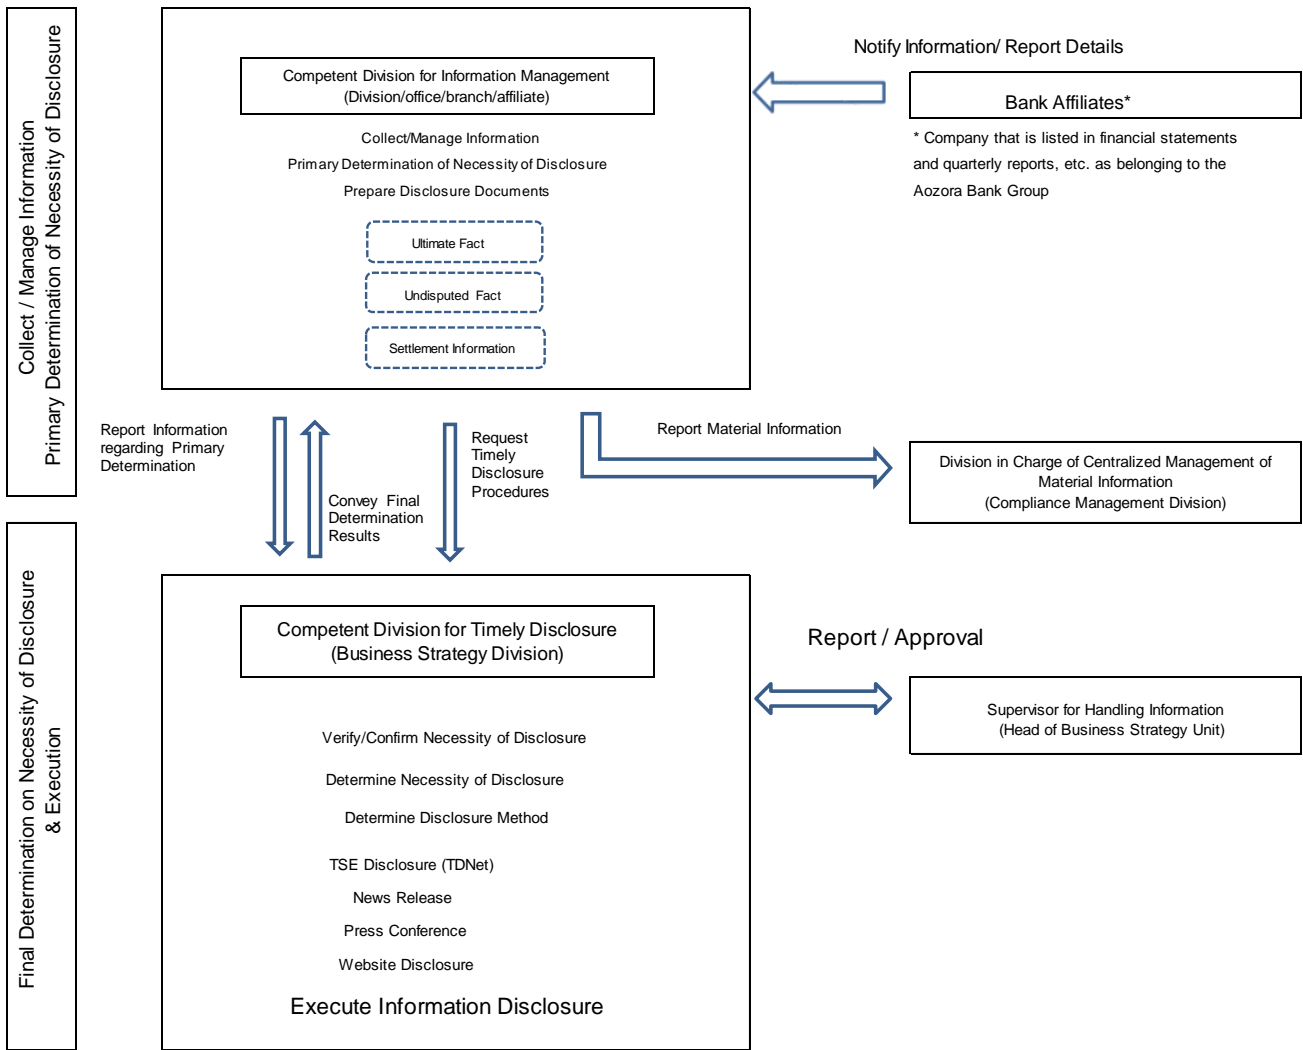 Collect / Manage Information
Primary Determination of Necessity of Disclosure
Competent Division for Information Management
(Division/office/branch/affiliate)
Collect/Manage Information
Primary Determination of Necessity of Disclosure
Prepare Disclosure Documents
Ultimate Fact
Undisputed Fact
Settlement Information
Notify Information/ Report Details
Bank Affiliates*
* Company that is listed in financial statements
and quarterly reports, etc. as belonging to the
Aozora Bank Group
Report Information
regarding Primary
Determination
Convey Final
Determination
Results
Request
Timely
Disclosure
Procedures
Report Material Information
Division in Charge of Centralized Management of
Material Information
(Compliance Management Division)
Final Determination on Necessity of Disclosure
& Execution
Competent Division for Timely Disclosure
(Business Strategy Division)
Verify/Confirm Necessity of Disclosure
Determine Necessity of Disclosure
Determine Disclosure Method
TSE Disclosure (TDNet)
News Release
Press Conference
Website Disclosure
Execute Information Disclosure
Report / Approval
Supervisor for Handling Information
(Head of Business Strategy Unit)